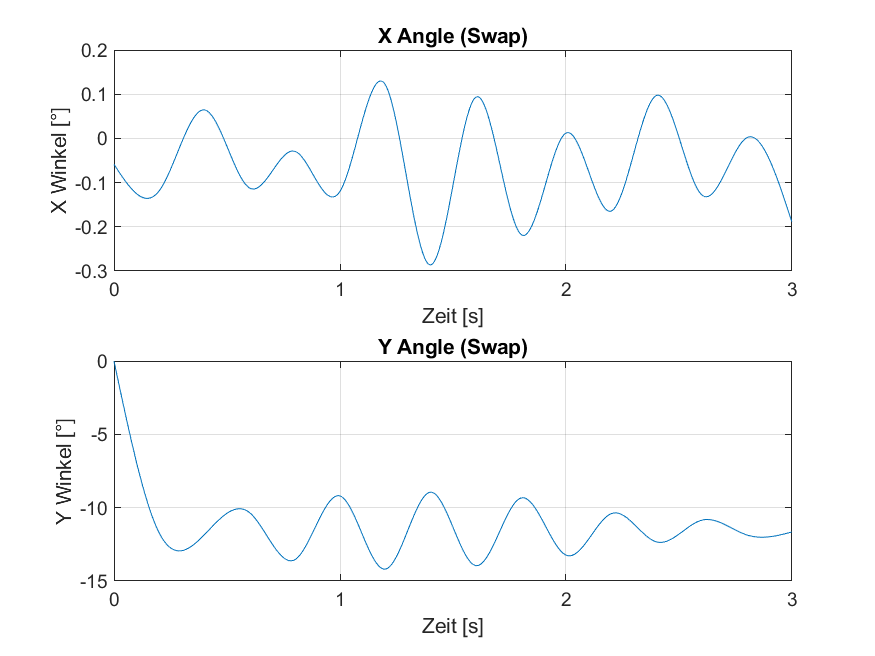 X Angle (Swap)
0.2
0.1
0
-0.1
-0.2
-0.3
X Winkel [°]
0 1 2 3
Zeit [s]
Y Angle (Swap)
0
-5
-10
-15
Y Winkel [°]
0 1 2 3
Zeit [s]